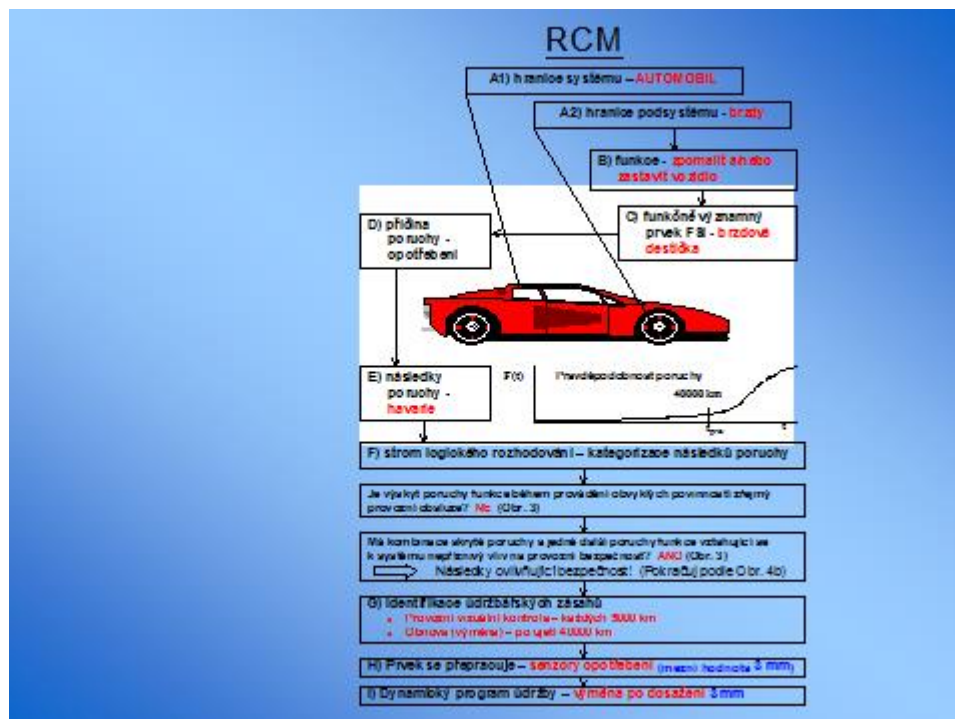 RCM
A1) hranice systému – AUTOMOBIL
A2) hranice podsystému - brzdy
B) funkce - zpomalit a/nebo
zastavit vozidlo
C) funkčně významný
prvek FSI - brzdová
destička
D) příčina
poruchy -
opotřebení
E) následky
poruchy -
havarie
F(t)
Pravděpodobnost poruchy
40000 km
t
F) strom logického rozhodování – kategorizace následků poruchy
Je výskyt poruchy funkce během provádění obvyklých povinností zřejmý
provozní obsluze? Ne (Obr. 3)
Má kombinace skryté poruchy a jedné další poruchy funkce vztahující se
k systému nepříznivý vliv na provozní bezpečnost? ANO (Obr. 3)
Následky ovlivňující bezpečnost! (Pokračuj podle Obr. 4b)
G) Identifikace údržbářských zásahů
• Provozní vizuální kontrola – každých 5000 km
• Obnova (výměna) – po ujetí 40000 km
H) Prvek se přepracuje – senzory opotřebení (mezní hodnota 3 mm)
I) Dynamický program údržby – výměna po dosažení 3mm